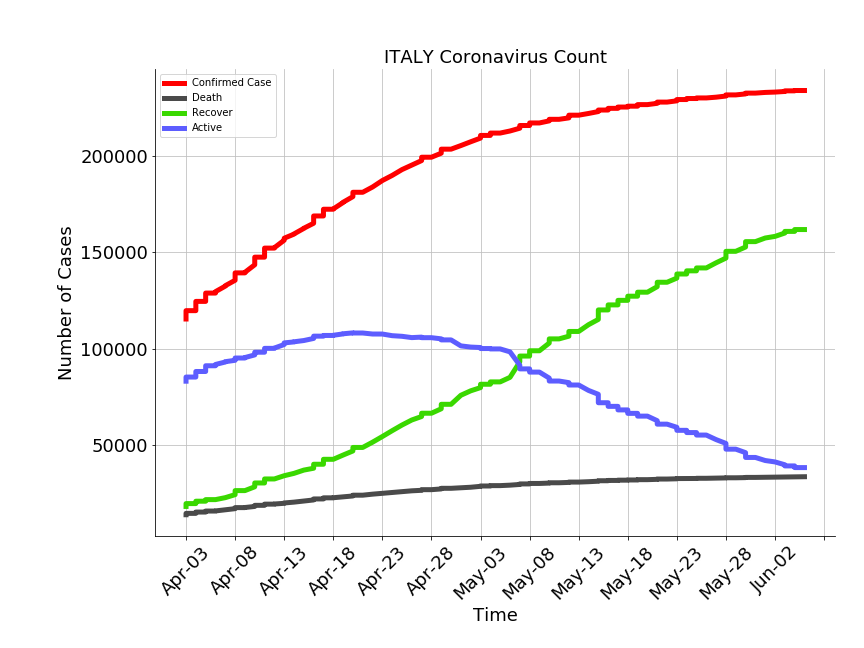 ITALY Coronavirus Count
Confirmed Case
Death
Recover
Active
Number of Cases
200000
150000
100000
50000
Apr-03
Apr-08
Apr-13
Apr-18
Apr-23
Apr-28
May-03
May-08
May-13
May-18
May-23
May-28
Jun-02
Time